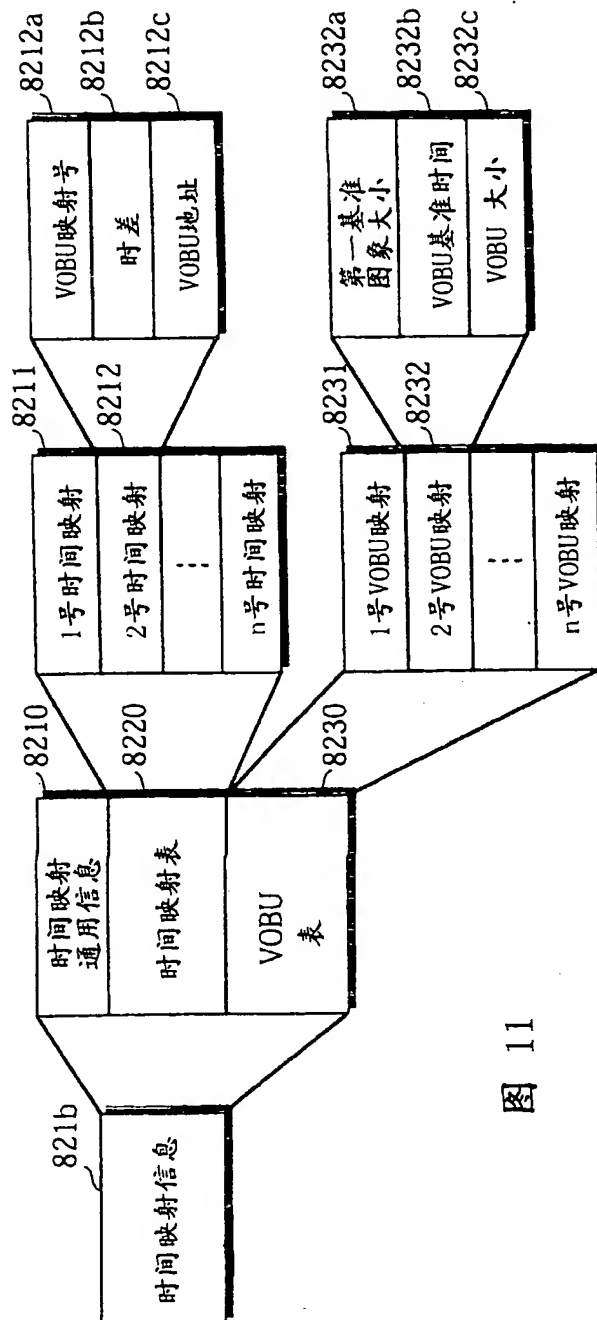 821b
时间映射信息
8210
时间映射
通用信息
8220
时间映射表
8230
VOBU
表
8211
1号时间映射
8212
2号时间映射
⋮
n号时间映射
8231
1号VOBU映射
8232
2号VOBU映射
⋮
n号VOBU映射
8212a
VOBU映射号
8212b
时差
8212c
VOBU地址
8232a
第一基准
图象大小
8232b
VOBU基准时间
8232c
VOBU 大小
图 11